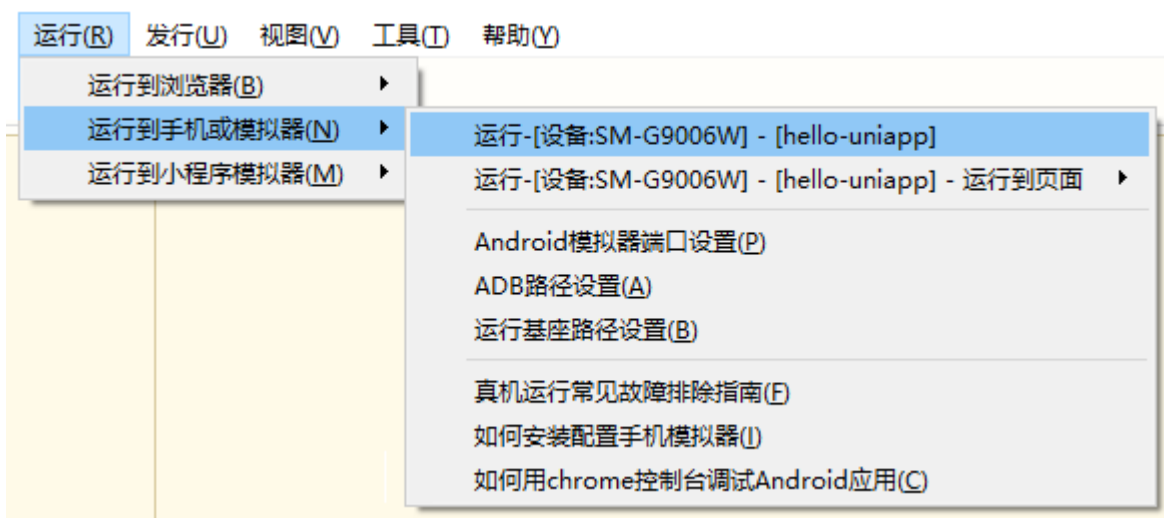 运行(R) 发行(U) 视图(V) 工具(T) 帮助(Y)
运行到浏览器(B)
运行到手机或模拟器(N)
运行到小程序模拟器(M)
运行-[设备:SM-G9006W] - [hello-uniapp]
运行-[设备:SM-G9006W] - [hello-uniapp] - 运行到页面
Android模拟器端口设置(P)
ADB路径设置(A)
运行基座路径设置(B)
真机运行常见故障排除指南(F)
如何安装配置手机模拟器(I)
如何用chrome控制台调试Android应用(C)